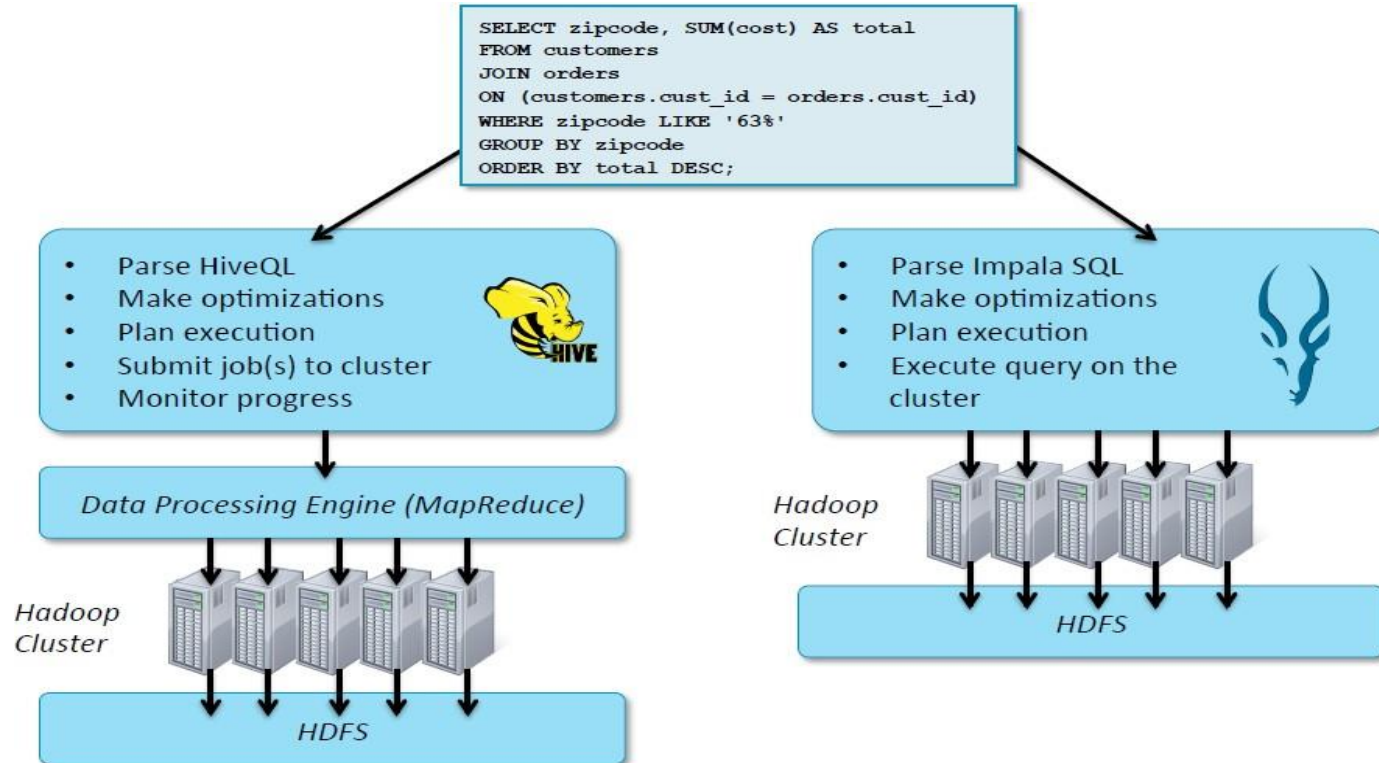 SELECT zipcode, SUM(cost) AS total
FROM customers
JOIN orders
ON (customers.cust_id = orders.cust_id)
WHERE zipcode LIKE '63%'
GROUP BY zipcode
ORDER BY total DESC;
• Parse HiveQL
• Make optimizations
• Plan execution
• Submit job(s) to cluster
• Monitor progress
HIVE
Data Processing Engine (MapReduce)
Hadoop
Cluster
HDFS
• Parse Impala SQL
• Make optimizations
• Plan execution
• Execute query on the
cluster
Hadoop
Cluster
HDFS